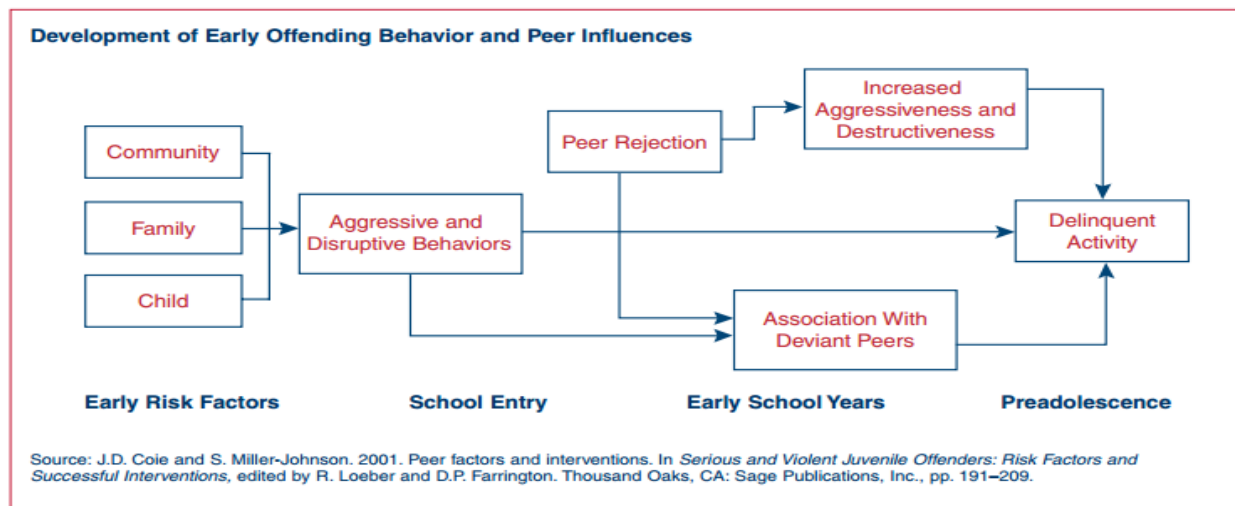 Development of Early Offending Behavior and Peer Influences
Community
Family
Child
Aggressive and
Disruptive Behaviors
Peer Rejection
Increased
Aggressiveness and
Destructiveness
Association With
Deviant Peers
Delinquent
Activity
Early Risk Factors
School Entry
Early School Years
Preadolescence
Source: J.D. Coie and S. Miller-Johnson. 2001. Peer factors and interventions. In Serious and Violent Juvenile Offenders: Risk Factors and
Successful Interventions, edited by R. Loeber and D.P. Farrington. Thousand Oaks, CA: Sage Publications, Inc., pp. 191–209.